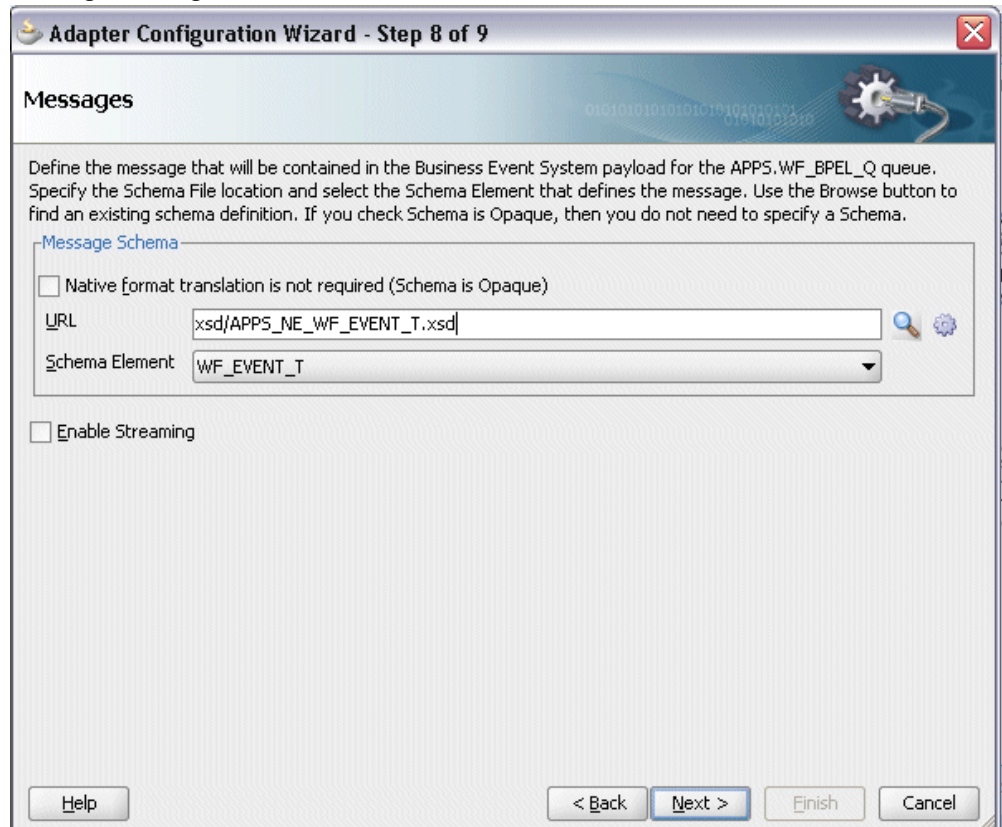 Adapter Configuration Wizard - Step 8 of 9
Messages
Define the message that will be contained in the Business Event System payload for the APPS.WF_BPEL_Q queue.
Specify the Schema File location and select the Schema Element that defines the message. Use the Browse button to
find an existing schema definition. If you check Schema is Opaque, then you do not need to specify a Schema.
Message Schema
Native format translation is not required (Schema is Opaque)
URL xsd/APPS_NE_WF_EVENT_T.xsd
Schema Element WF_EVENT_T
Enable Streaming
Help < Back Next > Finish Cancel